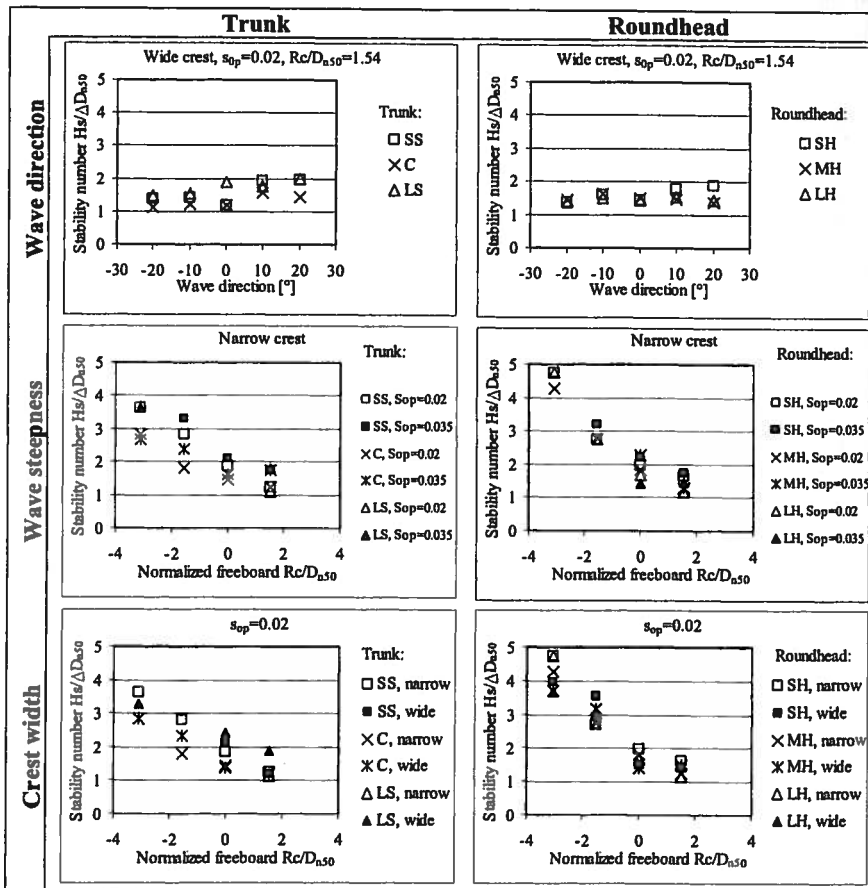 Trunk
Roundhead
Wave direction
Wide crest, s0p=0.02, Rc/Dn50=1.54
Stability number Hs/ΔDn50
5
4
3
2
1
0
-30 -20 -10 0 10 20 30
Wave direction [°]
Trunk:
SS
C
LS
Wide crest, s0p=0.02, Rc/Dn50=1.54
Stability number Hs/ΔDn50
5
4
3
2
1
0
-30 -20 -10 0 10 20 30
Wave direction [°]
Roundhead:
SH
MH
LH
Wave steepness
Narrow crest
Stability number Hs/ΔDn50
5
4
3
2
1
0
-4 -2 0 2 4
Normalized freeboard Rc/Dn50
Trunk:
SS, Sop=0.02
SS, Sop=0.035
C, Sop=0.02
C, Sop=0.035
LS, Sop=0.02
LS, Sop=0.035
Narrow crest
Stability number Hs/ΔDn50
5
4
3
2
1
0
-4 -2 0 2 4
Normalized freeboard Rc/Dn50
Roundhead:
SH, Sop=0.02
SH, Sop=0.035
MH, Sop=0.02
MH, Sop=0.035
LH, Sop=0.02
LH, Sop=0.035
Crest width
sop=0.02
Stability number Hs/ΔDn50
5
4
3
2
1
0
-4 -2 0 2 4
Normalized freeboard Rc/Dn50
Trunk:
SS, narrow
SS, wide
C, narrow
C, wide
LS, narrow
LS, wide
sop=0.02
Stability number Hs/ΔDn50
5
4
3
2
1
0
-4 -2 0 2 4
Normalized freeboard Rc/Dn50
Roundhead:
SH, narrow
SH, wide
MH, narrow
MH, wide
LH, narrow
LH, wide